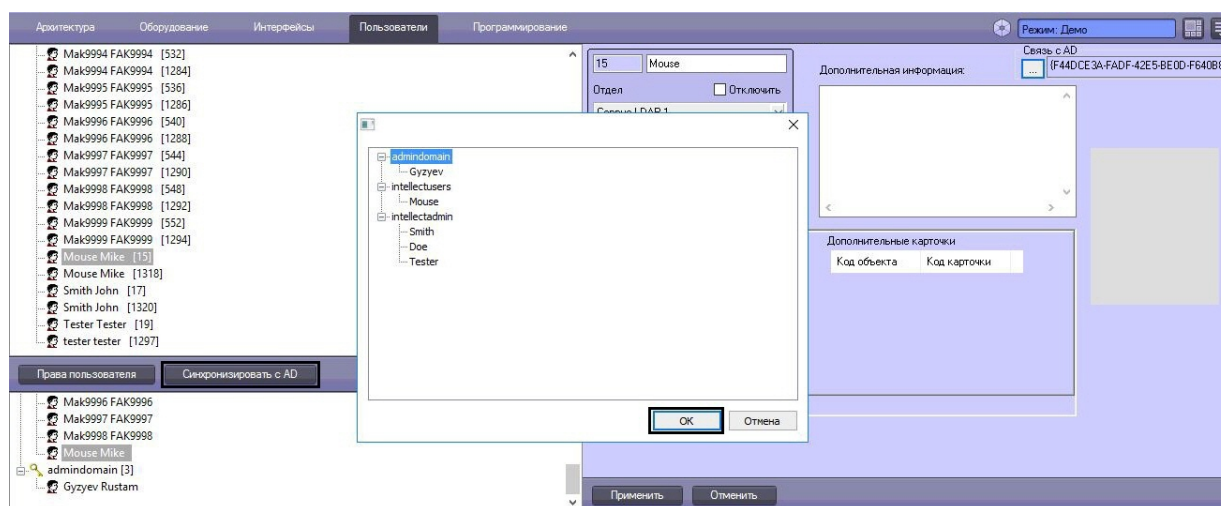 Архитектура Оборудование Интерфейсы Пользователи Программирование
Режим: Демо
Mak9994 FAK9994 [532]
Mak9994 FAK9994 [1284]
Mak9995 FAK9995 [536]
Mak9995 FAK9995 [1286]
Mak9996 FAK9996 [540]
Mak9996 FAK9996 [1288]
Mak9997 FAK9997 [544]
Mak9997 FAK9997 [1290]
Mak9998 FAK9998 [548]
Mak9998 FAK9998 [1292]
Mak9999 FAK9999 [552]
Mak9999 FAK9999 [1294]
Mouse Mike [15]
Mouse Mike [1318]
Smith John [17]
Smith John [1320]
Tester Tester [19]
tester tester [1297]
Права пользователя Синхронизировать с AD
Mak9996 FAK9996
Mak9997 FAK9997
Mak9998 FAK9998
Mouse Mike
admindomain [3]
Gyzyev Rustam
admindomain
Gyzyev
intellectusers
Mouse
intellectadmin
Smith
Doe
Tester
OK Отмена
15 Mouse
Отдел Отключить
LDAP 1
Дополнительная информация:
Связь с AD
... {F44DCE3A-FADF-42E5-BE0D-F640B8
Дополнительные карточки
Код объекта Код карточки
Применить Отменить